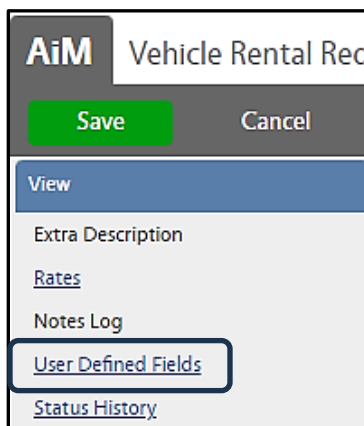 AiM Vehicle Rental Rec
Save Cancel
View
Extra Description
Rates
Notes Log
User Defined Fields
Status History